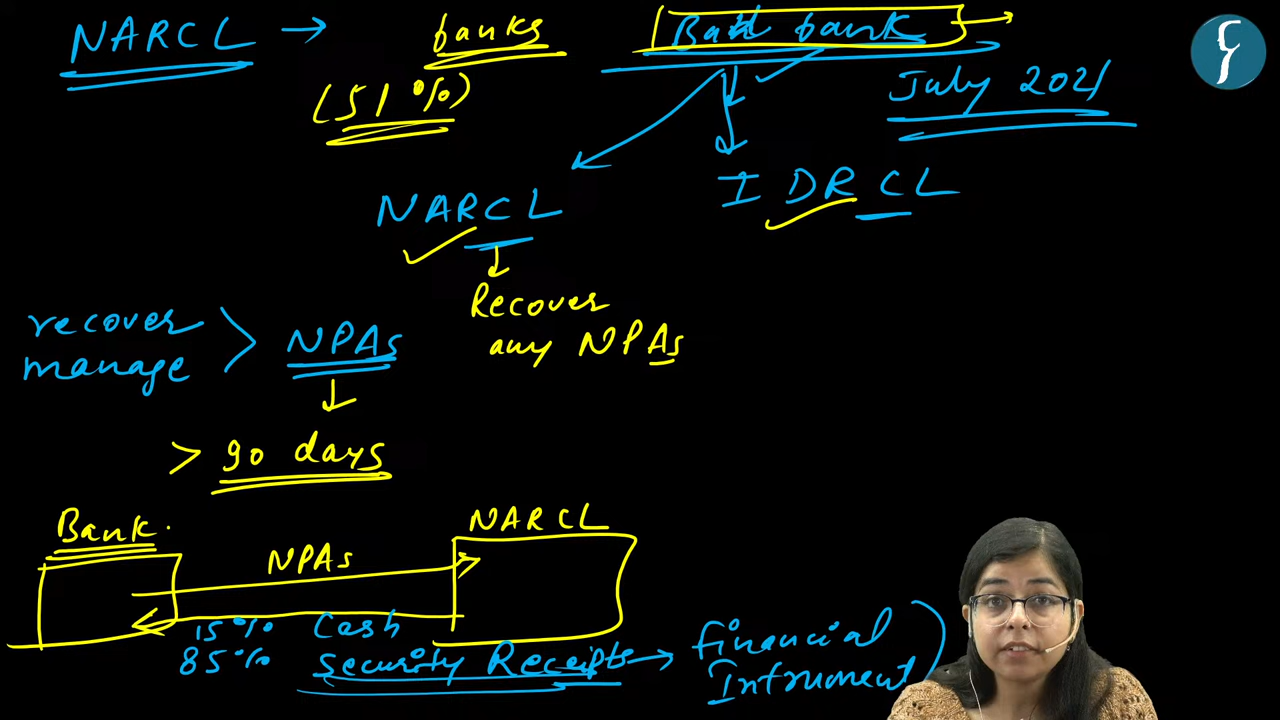 NARCL → banks Bad bank →
(51%)
July 2021
NARCL
IDRCL
Recover
any NPAs
recover
manage > NPAs
> 90 days
Bank.
NARCL
NPAs
15% Cash
85% security Receipts → financial
Intrument